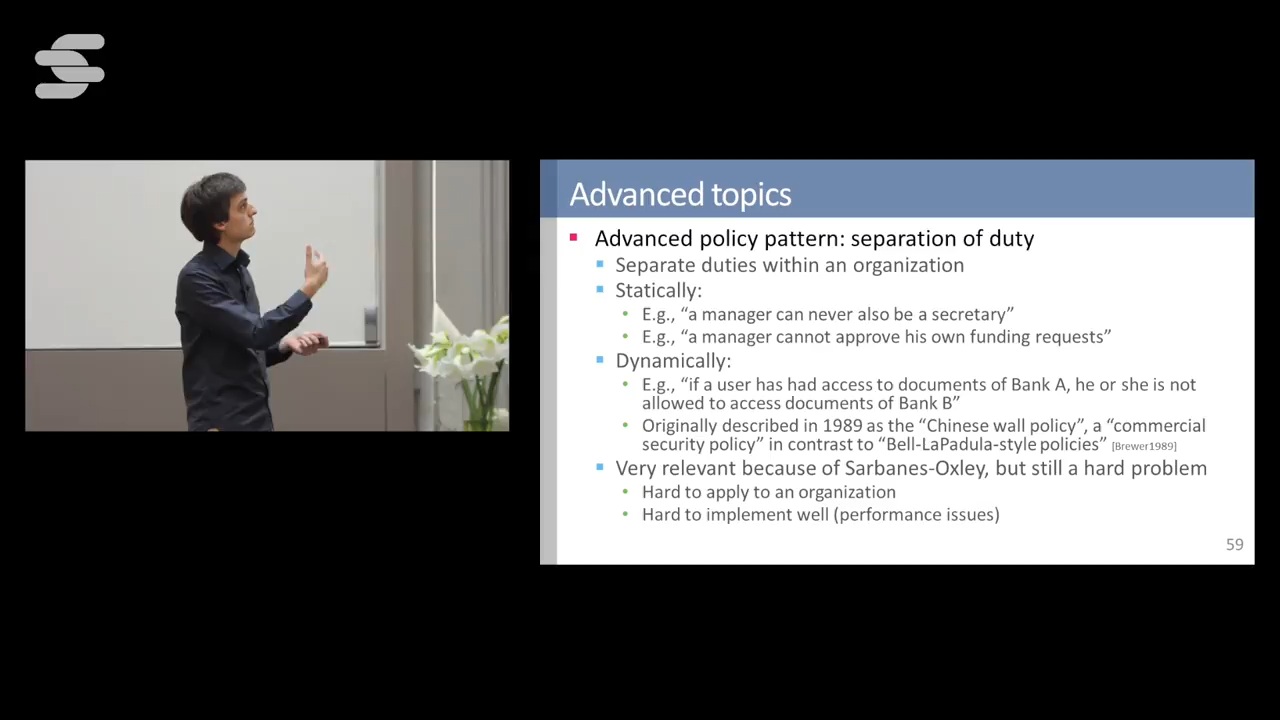 Advanced topics
Advanced policy pattern: separation of duty
Separate duties within an organization
Statically:
E.g., “a manager can never also be a secretary”
E.g., “a manager cannot approve his own funding requests”
Dynamically:
E.g., “if a user has had access to documents of Bank A, he or she is not
allowed to access documents of Bank B”
Originally described in 1989 as the “Chinese wall policy”, a “commercial
security policy” in contrast to “Bell-LaPadula-style policies” [Brewer1989]
Very relevant because of Sarbanes-Oxley, but still a hard problem
Hard to apply to an organization
Hard to implement well (performance issues)
59